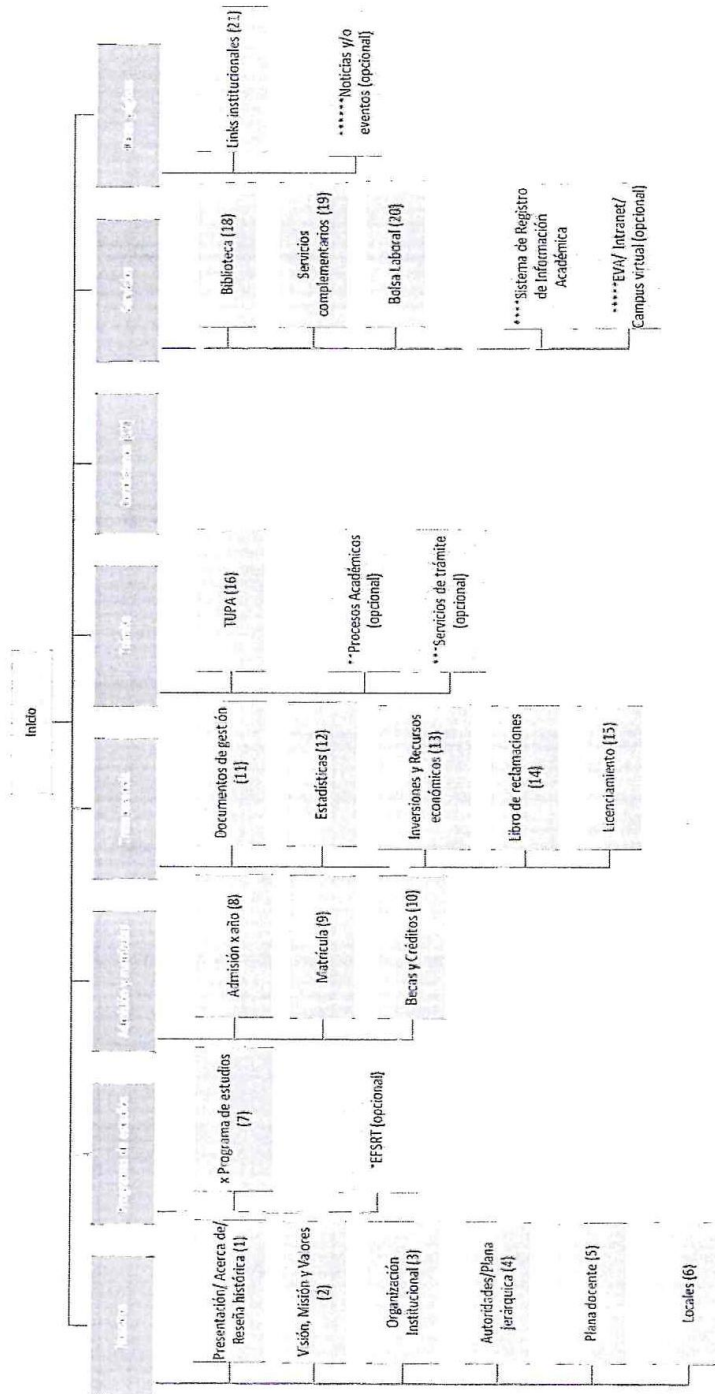 Inicio
Presentación/ Acerca de/
Reseña histórica (1)
Visión, Misión y Valores
(2)
Organización
Institucional (3)
Autoridades/Plana
jerárquica (4)
Plana docente (5)
Locales (6)
x Programa de estudios
(7)
*EFSRT (opcional)
Admisión x año (8)
Matrícula (9)
Becas y Créditos (10)
Documentos de gestión
(11)
Estadísticas (12)
Inversiones y Recursos
económicos (13)
Libro de reclamaciones
(14)
Licenciamiento (15)
TUPA (16)
**Procesos Académicos
(opcional)
***Servicios de trámite
(opcional)
Biblioteca (18)
Servicios
complementarios (19)
Bolsa Laboral (20)
****Sistema de Registro
de Información
Académica
*****EVA/ Intranet/
Campus virtual (opcional)
Links institucionales (21)
******Noticias y/o
eventos (opcional)